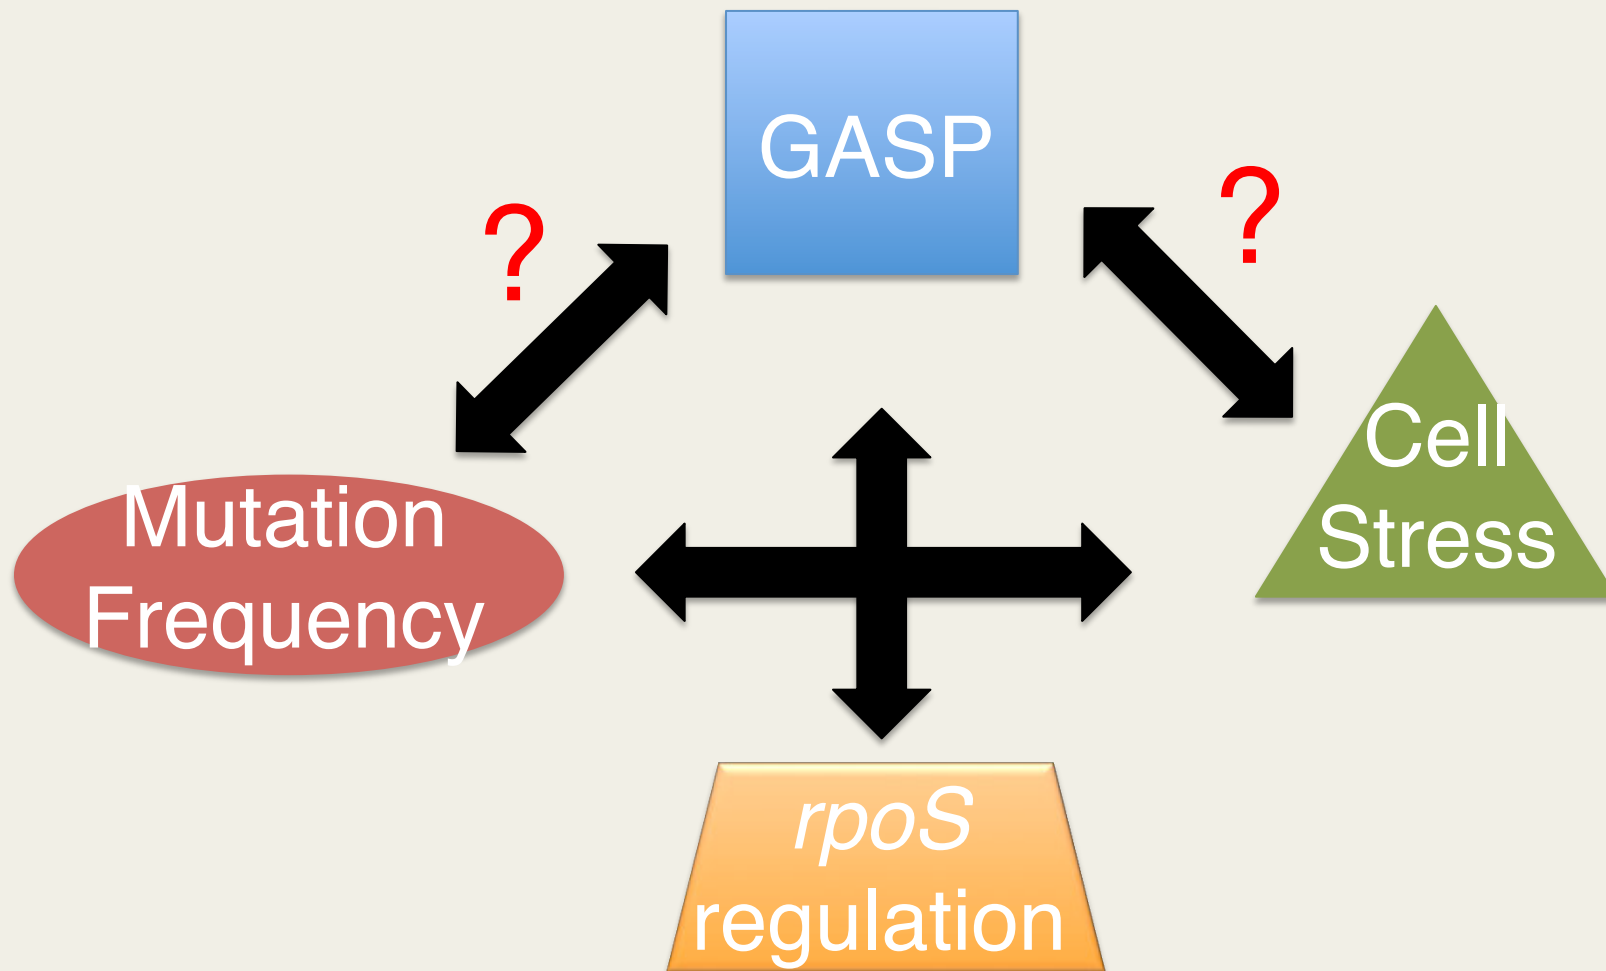 GASP
?
?
Mutation
Frequency
Cell
Stress
rpoS
regulation